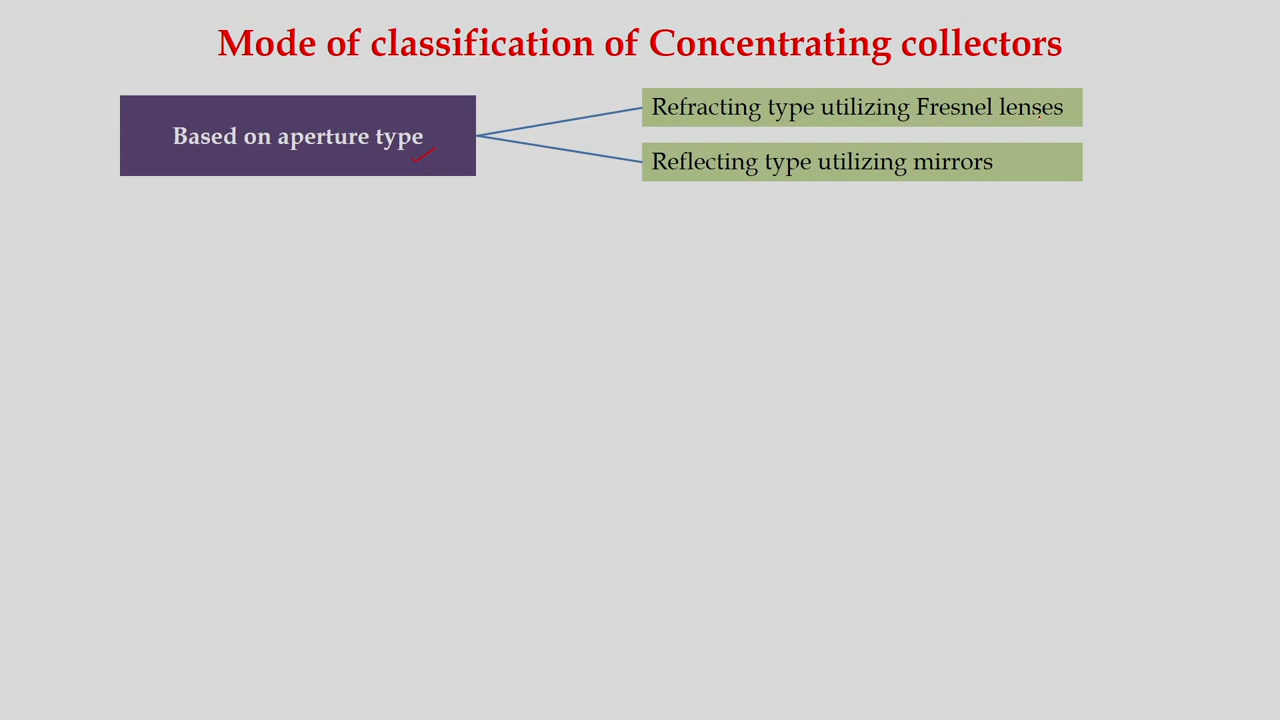 Mode of classification of Concentrating collectors
Based on aperture type
Refracting type utilizing Fresnel lenses
Reflecting type utilizing mirrors